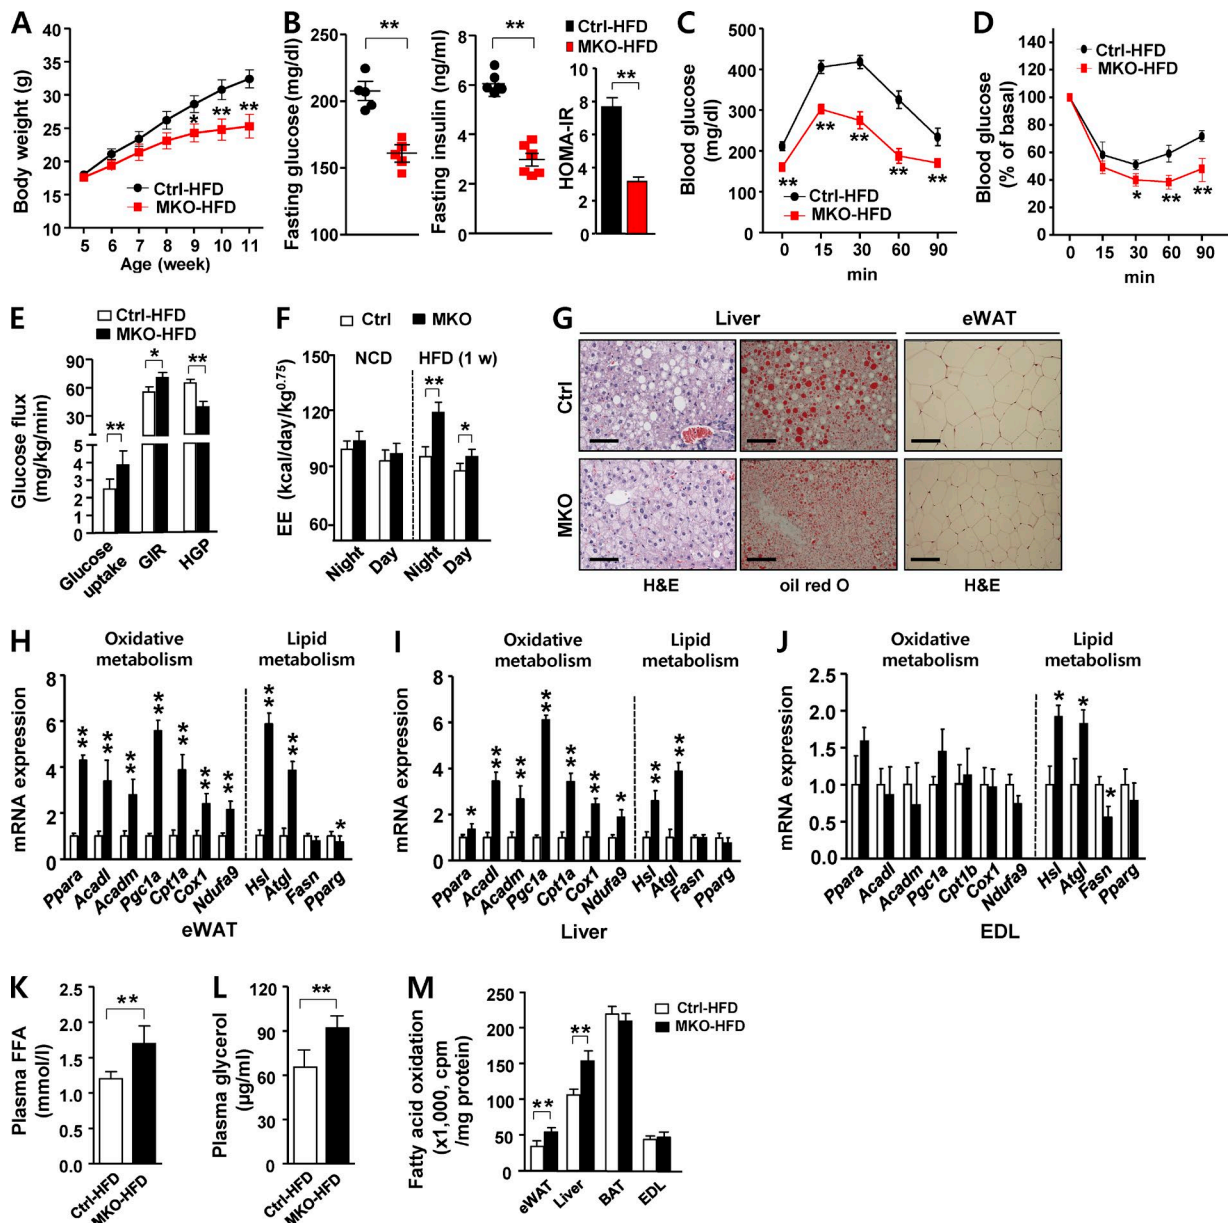 A
Body weight (g)
40
35
30
25
20
15
10
* ** **
Ctrl-HFD
MKO-HFD
5 6 7 8 9 10 11
Age (week)
B
Fasting glucose (mg/dl)
250
200
150
100
**
Fasting insulin (ng/ml)
8
6
4
2
0
**
Ctrl-HFD
MKO-HFD
HOMA-IR
8
6
4
2
0
**
C
Blood glucose
(mg/dl)
500
400
300
200
100
0
** ** ** ** **
Ctrl-HFD
MKO-HFD
0 15 30 60 90
min
D
Blood glucose
(% of basal)
140
120
100
80
60
40
20
0
Ctrl-HFD
MKO-HFD
* ** **
0 15 30 60 90
min
E
Ctrl-HFD
MKO-HFD
Glucose flux
(mg/kg/min)
90
60
30
5
4
3
2
1
0
** * **
Glucose
uptake
GIR
HGP
F
Ctrl MKO
EE (kcal/day/kg0.75)
150
120
90
60
NCD HFD (1 w)
** *
Night Day Night Day
G
Liver eWAT
Ctrl
MKO
H&E oil red O H&E
H
Oxidative
metabolism
Lipid
metabolism
mRNA expression
8
6
4
2
0
** ** ** ** ** ** ** ** ** *
Ppara Acadl Acadm Pgc1a Cpt1a Cox1 Ndufa9 Hsl Atgl Fasn Pparg
eWAT
I
Oxidative
metabolism
Lipid
metabolism
mRNA expression
8
6
4
2
0
* ** ** ** ** ** * ** **
Ppara Acadl Acadm Pgc1a Cpt1a Cox1 Ndufa9 Hsl Atgl Fasn Pparg
Liver
J
Oxidative
metabolism
Lipid
metabolism
mRNA expression
2.5
2.0
1.5
1.0
0.5
0.0
* * *
Ppara Acadl Acadm Pgc1a Cpt1b Cox1 Ndufa9 Hsl Atgl Fasn Pparg
EDL
K
Plasma FFA
(mmol/l)
2.5
2.0
1.5
1.0
0.5
0.0
**
Ctrl-HFD
MKO-HFD
L
Plasma glycerol
(µg/ml)
120
90
60
30
0
**
Ctrl-HFD
MKO-HFD
M
Fatty acid oxidation
(x1,000, cpm
/mg protein)
250
200
150
100
50
0
Ctrl-HFD
MKO-HFD
** **
eWAT Liver BAT EDL